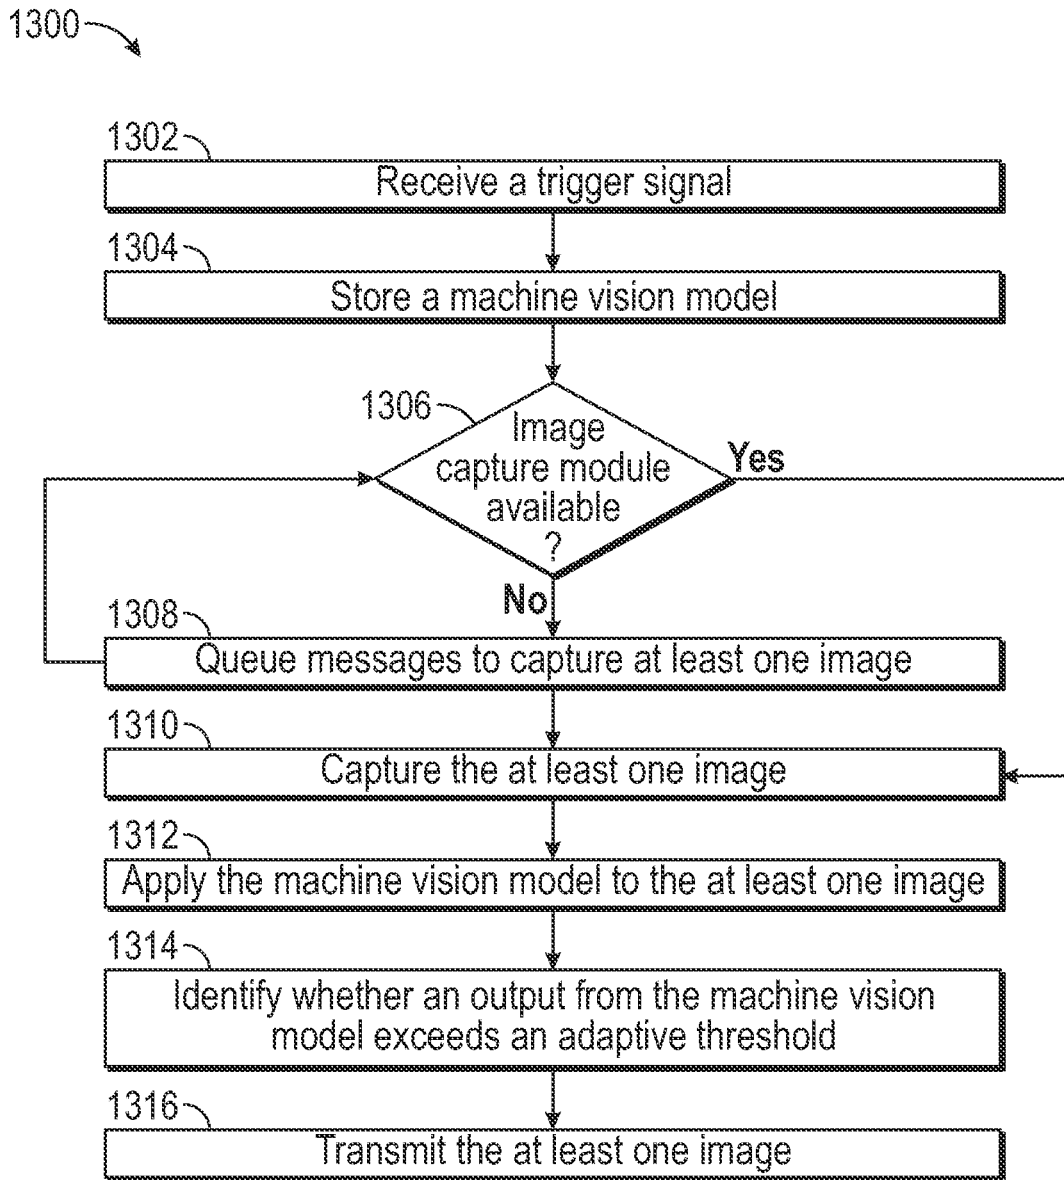 1300
1302
Receive a trigger signal
1304
Store a machine vision model
1306
Image
capture module
available
?
Yes
No
1308
Queue messages to capture at least one image
1310
Capture the at least one image
1312
Apply the machine vision model to the at least one image
1314
Identify whether an output from the machine vision
model exceeds an adaptive threshold
1316
Transmit the at least one image